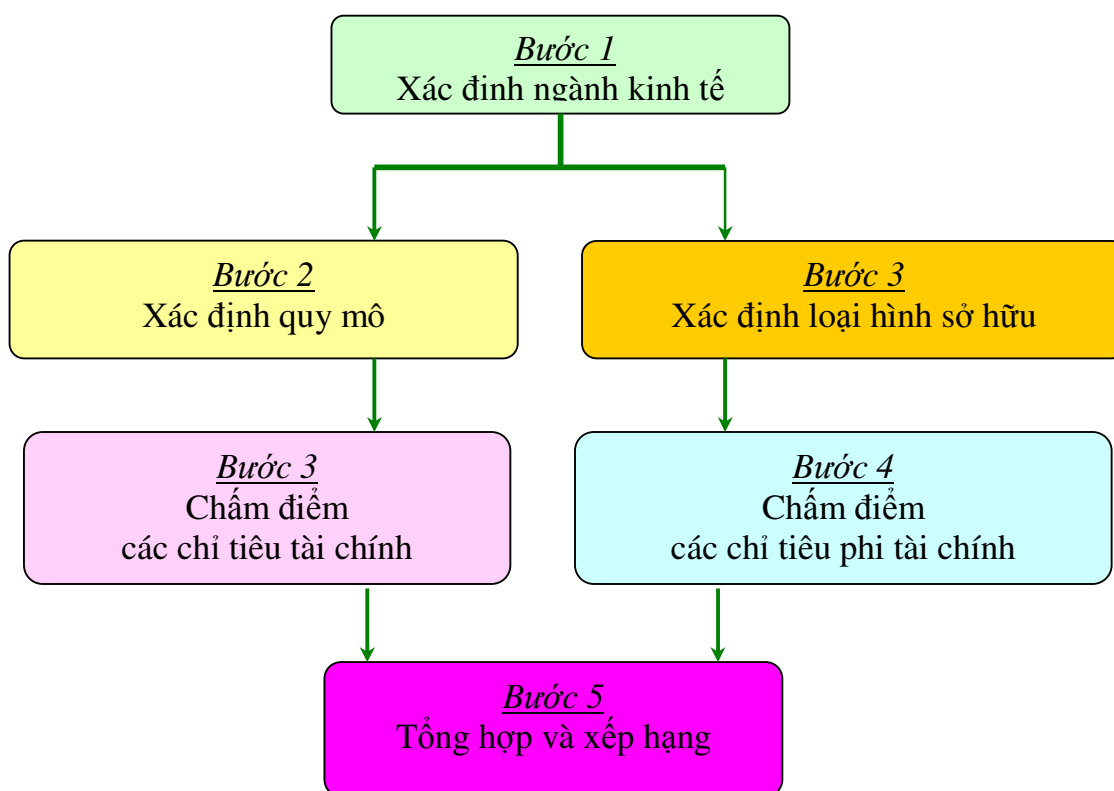 Bước 1
Xác định ngành kinh tế
Bước 2
Xác định quy mô
Bước 3
Xác định loại hình sở hữu
Bước 3
Chấm điểm
các chỉ tiêu tài chính
Bước 4
Chấm điểm
các chỉ tiêu phi tài chính
Bước 5
Tổng hợp và xếp hạng